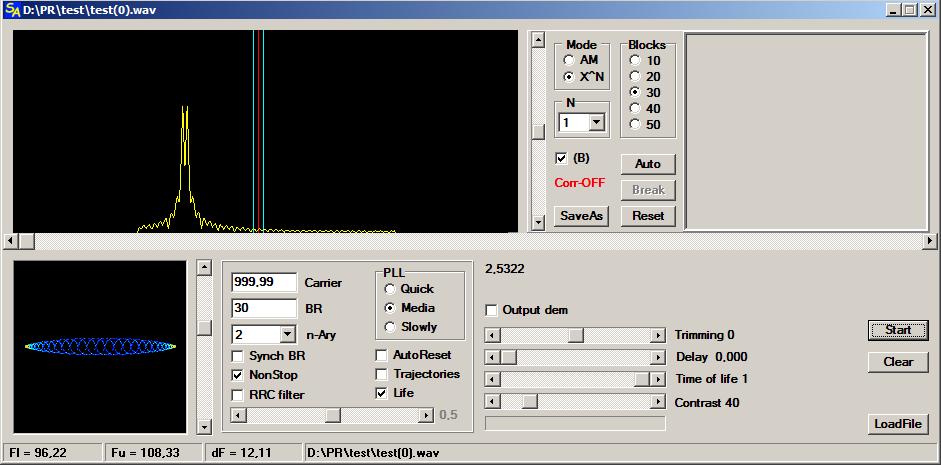 SA D:\PR\test\test(0).wav
Mode
AM
X^N
Blocks
10
20
30
40
50
N
1
(B)
Auto
Corr-OFF
Break
SaveAs
Reset
999,99 Carrier
30 BR
2 n-Ary
Synch BR
NonStop
RRC filter
PLL
Quick
Media
Slowly
AutoReset
Trajectories
Life
0,5
2,5322
Output dem
Trimming 0
Delay 0,000
Time of life 1
Contrast 40
Start
Clear
LoadFile
Fl = 96,22 Fu = 108,33 dF = 12,11 D:\PR\test\test(0).wav